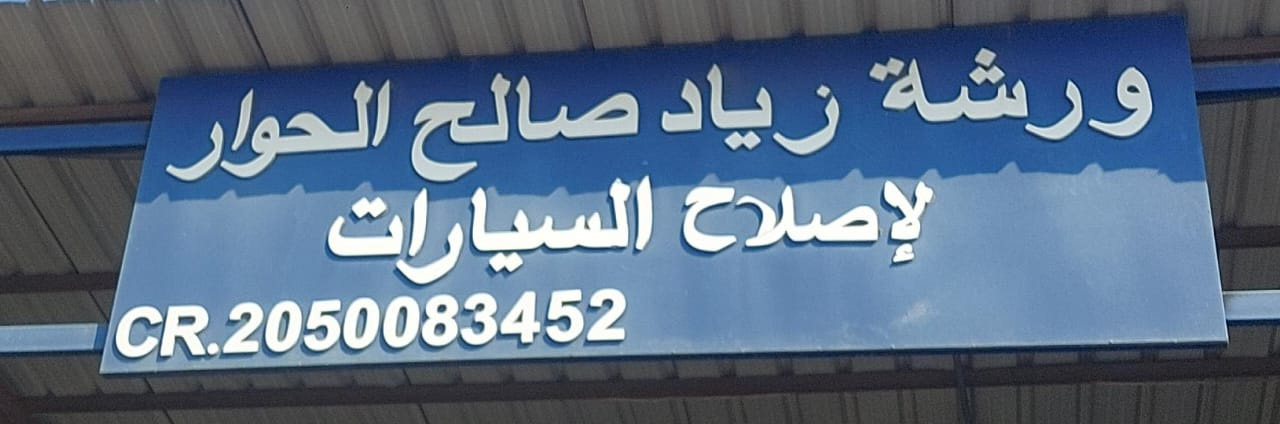 ورشة زياد صالح الحوار
لإصلاح السيارات
CR.2050083452